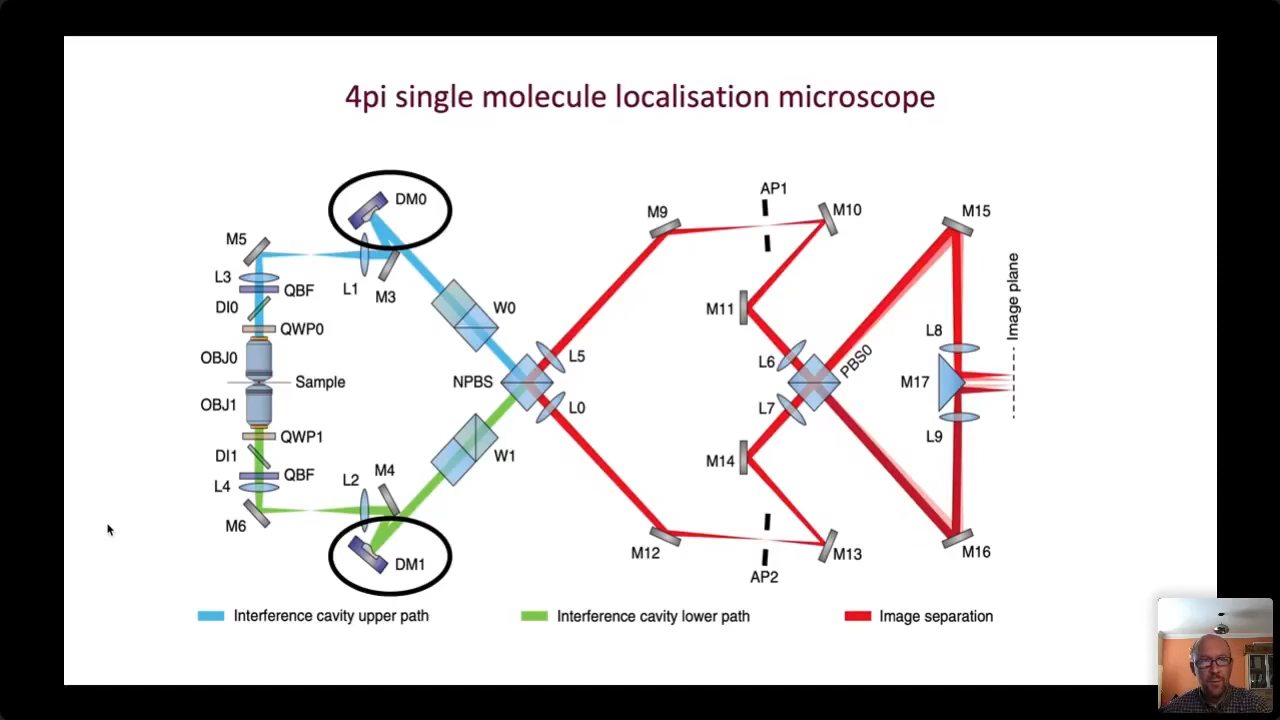 4pi single molecule localisation microscope
DM0
AP1
M9
M10
M15
M5
L3
QBF
L1
M3
DI0
W0
M11
Image plane
QWP0
L8
OBJ0
L5
L6
PBS0
Sample
NPBS
M17
OBJ1
L0
L7
QWP1
L9
DI1
W1
M14
QBF
L2
M4
L4
M6
M12
M13
M16
DM1
AP2
Interference cavity upper path
Interference cavity lower path
Image separation